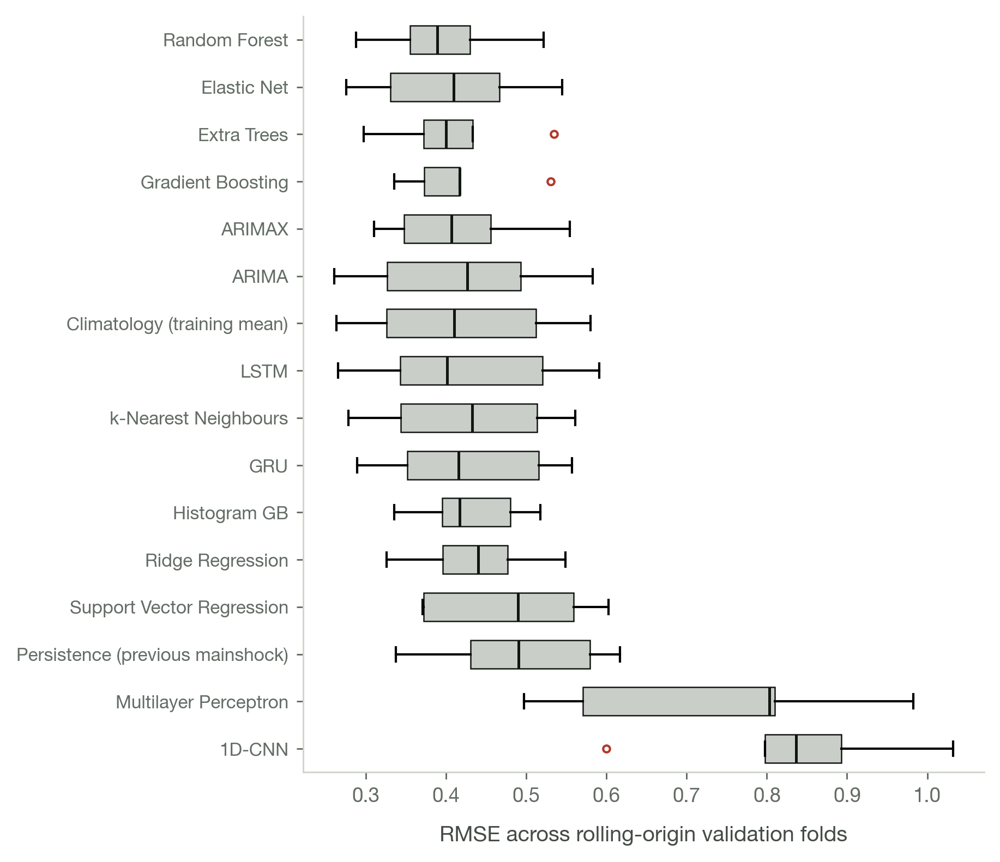 Random Forest
Elastic Net
Extra Trees
Gradient Boosting
ARIMAX
ARIMA
Climatology (training mean)
LSTM
k-Nearest Neighbours
GRU
Histogram GB
Ridge Regression
Support Vector Regression
Persistence (previous mainshock)
Multilayer Perceptron
1D-CNN
0.3 0.4 0.5 0.6 0.7 0.8 0.9 1.0
RMSE across rolling-origin validation folds